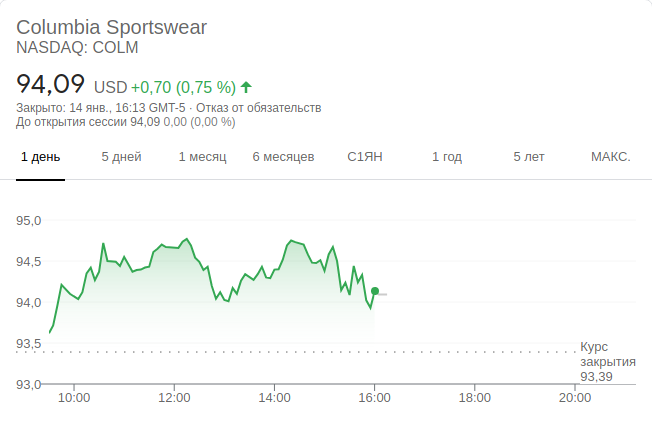 Columbia Sportswear
NASDAQ: COLM
94,09 USD +0,70 (0,75 %)
Закрыто: 14 янв., 16:13 GMT-5 · Отказ от обязательств
До открытия сессии 94,09 0,00 (0,00 %)
1 день 5 дней 1 месяц 6 месяцев С1ЯН 1 год 5 лет МАКС.
95,0
94,5
94,0
93,5
93,0
Курс
закрытия
93,39
10:00 12:00 14:00 16:00 18:00 20:00